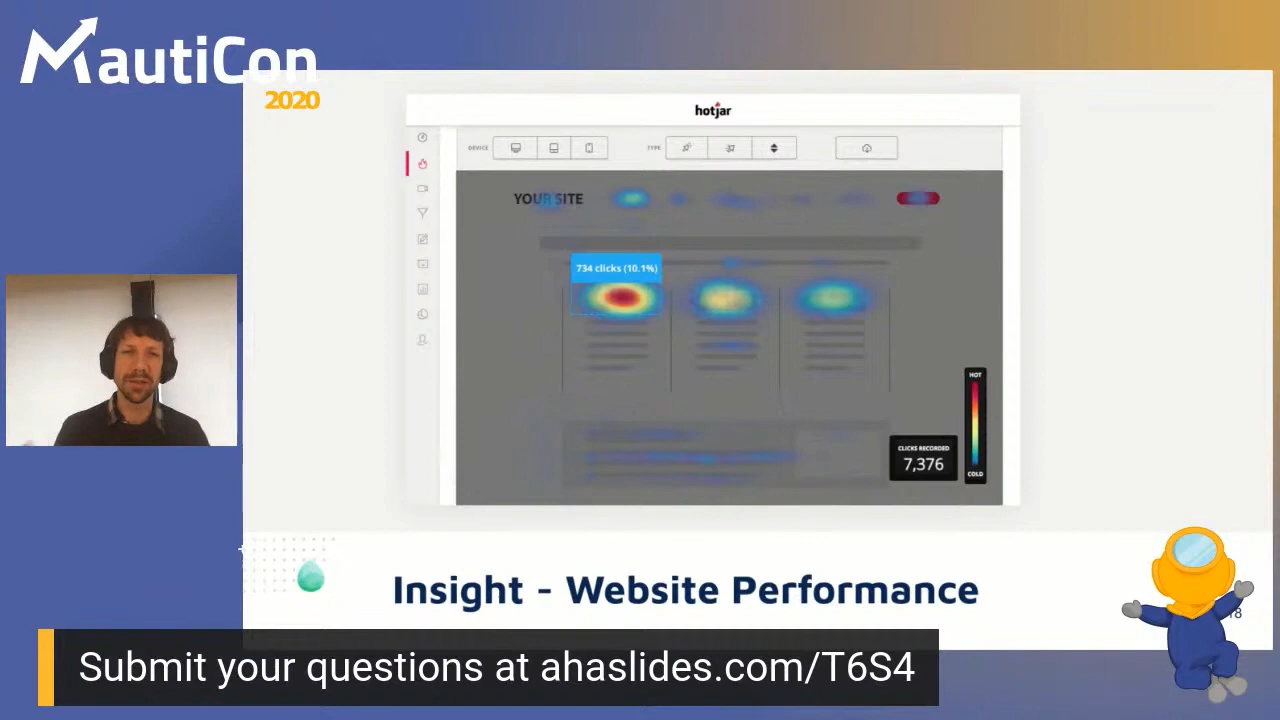 MautiCon
2020
hotjar
DEVICE
TYPE
YOUR SITE
734 clicks (10.1%)
HOT
CLICKS RECORDED
7,376
COLD
Insight - Website Performance
18
Submit your questions at ahaslides.com/T6S4